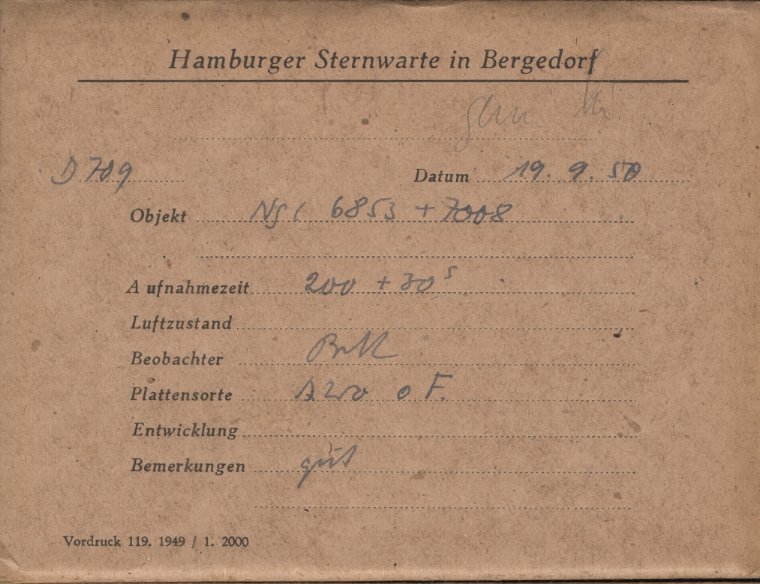 Hamburger Sternwarte in Bergedorf
D 709 Datum 19. 9. 50
Objekt NGC 6853 + 7008
Aufnahmezeit 200 + 30 s
Luftzustand
Beobachter
Plattensorte o F.
Entwicklung
Bemerkungen gut
Vordruck 119. 1949 / 1. 2000